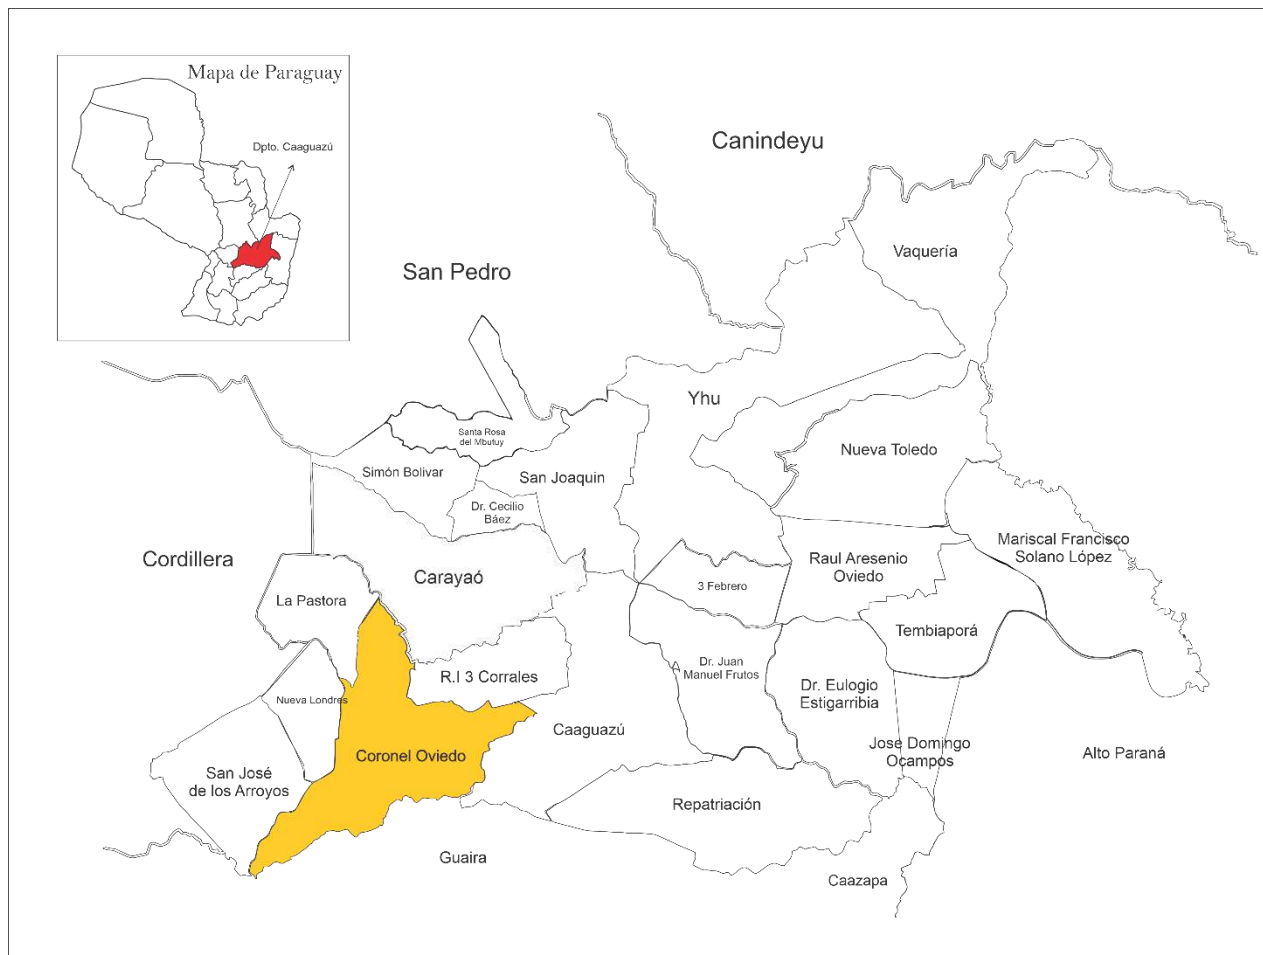 Mapa de Paraguay
Dpto. Caaguazú
Canindeyu
Vaquería
San Pedro
Yhu
Santa Rosa
del Mbutuy
Nueva Toledo
Simón Bolivar
San Joaquin
Dr. Cecilio
Báez
Mariscal Francisco
Solano López
Cordillera
Carayaó
Raul Aresenio
Oviedo
3 Febrero
La Pastora
Tembiaporá
R.I 3 Corrales
Dr. Juan
Manuel Frutos
Dr. Eulogio
Estigarribia
Nueva Londres
Caaguazú
Coronel Oviedo
Jose Domingo
Ocampos
Alto Paraná
San José
de los Arroyos
Repatriación
Guaira
Caazapa